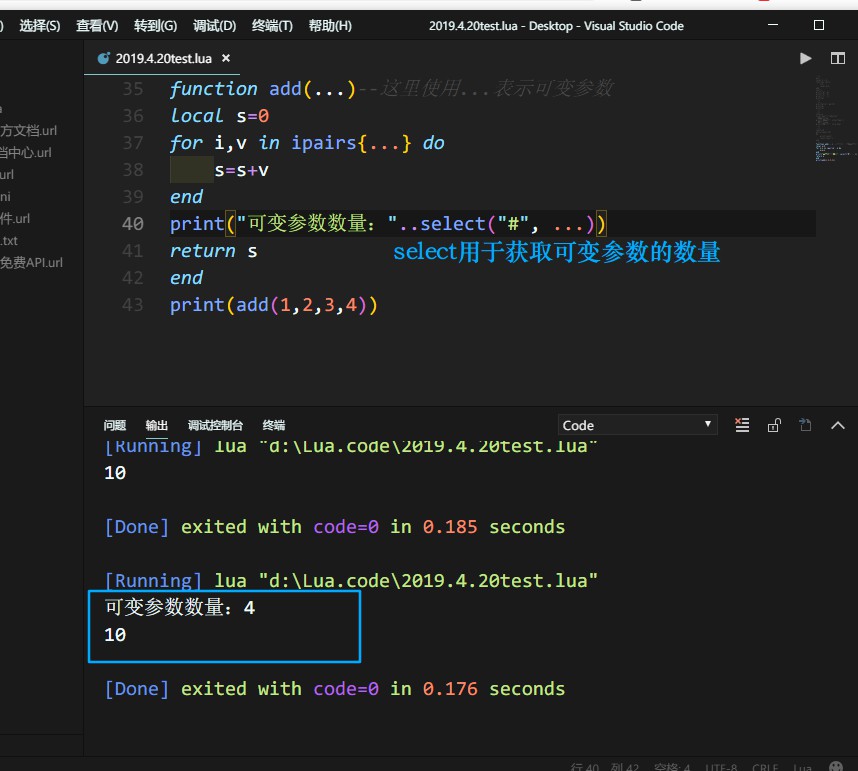 ) 选择(S) 查看(V) 转到(G) 调试(D) 终端(T) 帮助(H) 2019.4.20test.lua - Desktop - Visual Studio Code
2019.4.20test.lua ×
方文档.url
档中心.url
url
ni
件.url
.txt
免费API.url
35 function add(...)--这里使用...表示可变参数
36 local s=0
37 for i,v in ipairs{...} do
38 s=s+v
39 end
40 print("可变参数数量："..select("#", ...))
41 return s
select用于获取可变参数的数量
42 end
43 print(add(1,2,3,4))
问题 输出 调试控制台 终端 Code
[Running] lua "d:\Lua.code\2019.4.20test.lua"
10
[Done] exited with code=0 in 0.185 seconds
[Running] lua "d:\Lua.code\2019.4.20test.lua"
可变参数数量：4
10
[Done] exited with code=0 in 0.176 seconds
行 40，列 42 空格: 4 UTF-8 CRLF Lua